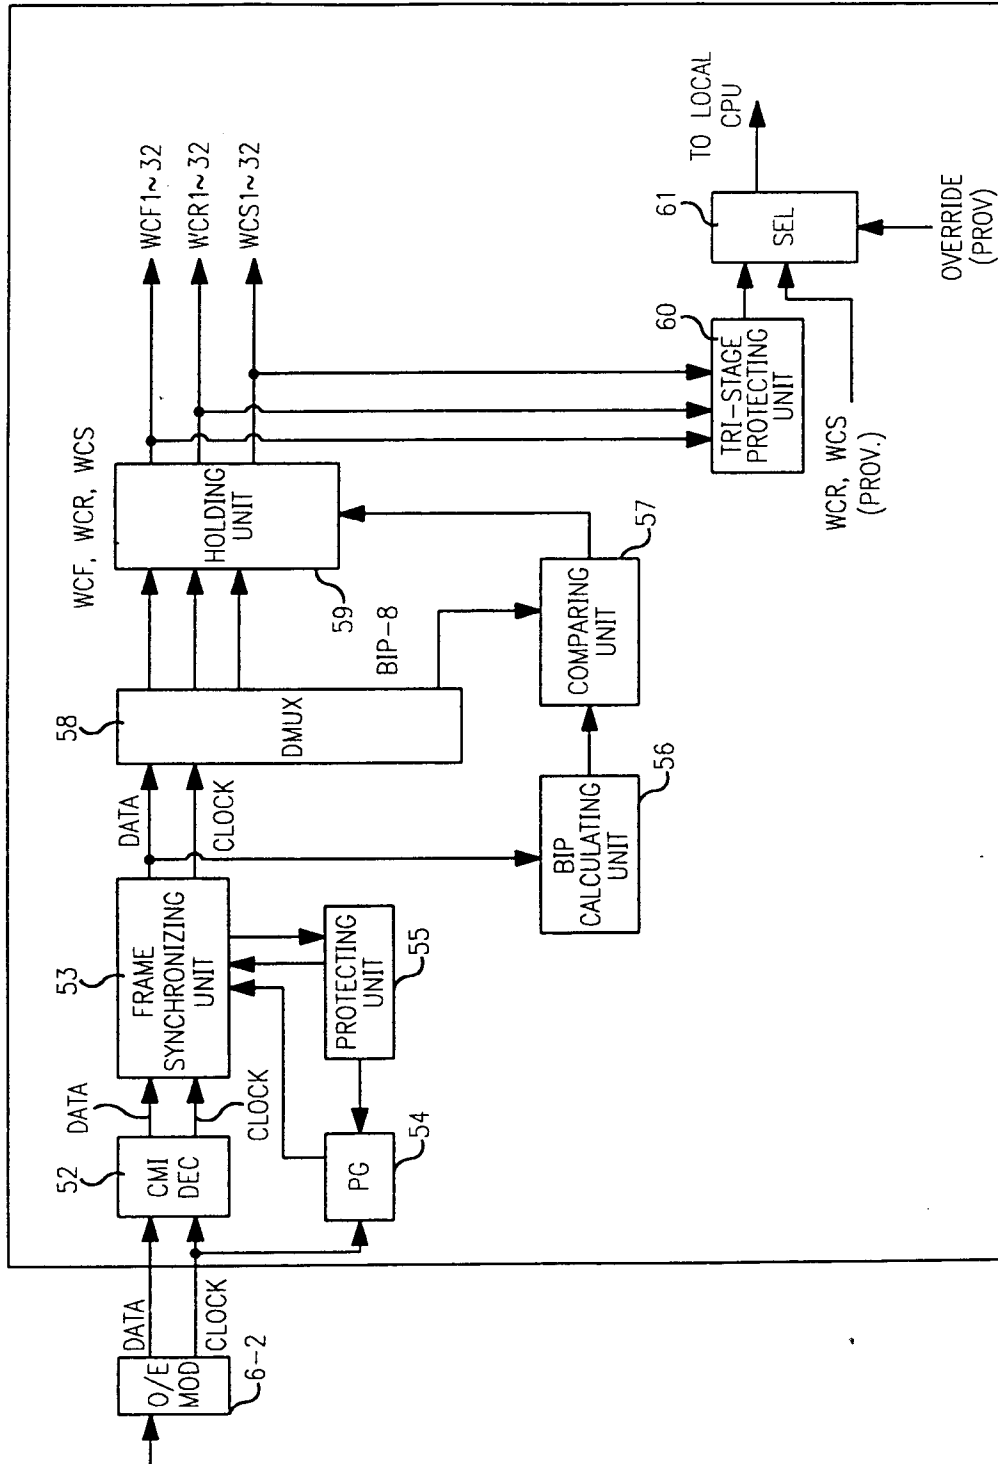 O/E
MOD
6-2
DATA
CLOCK
52
CMI
DEC
DATA
CLOCK
53
FRAME
SYNCHRONIZING
UNIT
PG
54
PROTECTING
UNIT
55
DATA
CLOCK
58
DMUX
BIP-8
BIP
CALCULATING
UNIT
56
COMPARING
UNIT
57
WCF, WCR, WCS
HOLDING
UNIT
59
WCF1~32
WCR1~32
WCS1~32
60
TRI-STAGE
PROTECTING
UNIT
WCR, WCS
(PROV.)
61
SEL
OVERRIDE
(PROV)
TO LOCAL
CPU